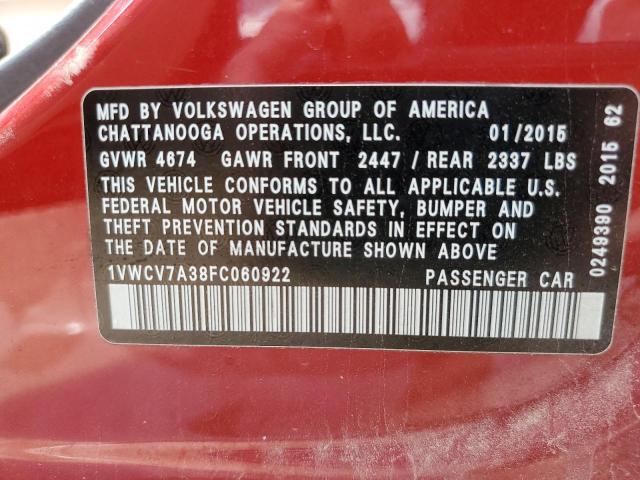 MFD BY VOLKSWAGEN GROUP OF AMERICA
CHATTANOOGA OPERATIONS, LLC. 01/2015
GVWR 4674 GAWR FRONT 2447 / REAR 2337 LBS
THIS VEHICLE CONFORMS TO ALL APPLICABLE U.S.
FEDERAL MOTOR VEHICLE SAFETY, BUMPER AND
THEFT PREVENTION STANDARDS IN EFFECT ON
THE DATE OF MANUFACTURE SHOWN ABOVE
1VWCV7A38FC060922 PASSENGER CAR
0249390 2015 62